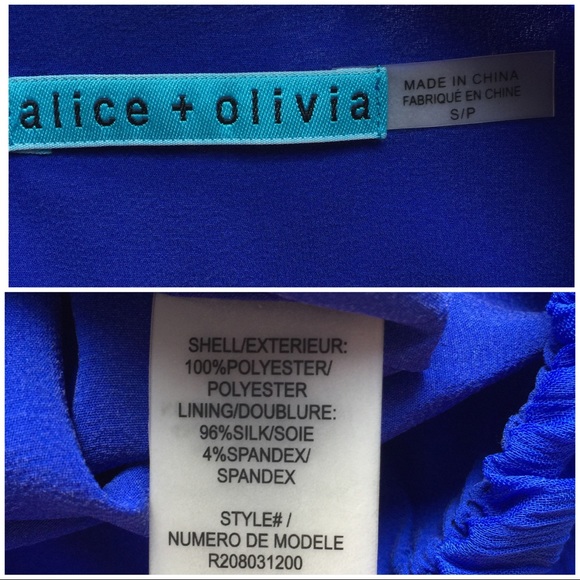 alice + olivia
MADE IN CHINA
FABRIQUÉ EN CHINE
S/P
SHELL/EXTERIEUR:
100%POLYESTER/
POLYESTER
LINING/DOUBLURE:
96%SILK/SOIE
4%SPANDEX/
SPANDEX
STYLE# /
NUMERO DE MODELE
R208031200